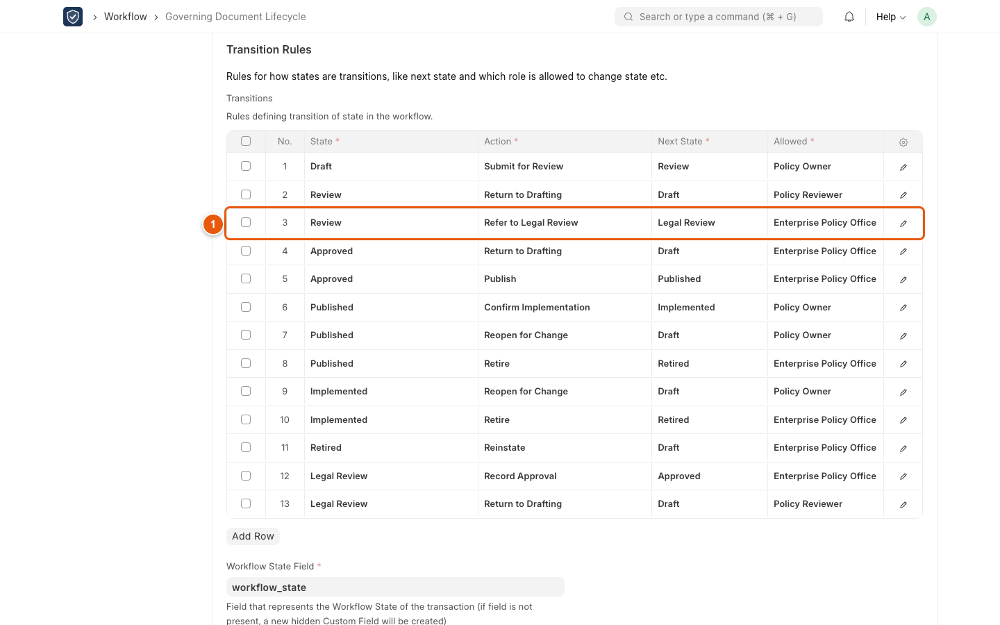 Workflow
Governing Document Lifecycle
Search or type a command (⌘ + G)
Help
A
Transition Rules
Rules for how states are transitions, like next state and which role is allowed to change state etc.
Transitions
Rules defining transition of state in the workflow.
No. State * Action * Next State * Allowed *
1 Draft Submit for Review Review Policy Owner
2 Review Return to Drafting Draft Policy Reviewer
1
3 Review Refer to Legal Review Legal Review Enterprise Policy Office
4 Approved Return to Drafting Draft Enterprise Policy Office
5 Approved Publish Published Enterprise Policy Office
6 Published Confirm Implementation Implemented Policy Owner
7 Published Reopen for Change Draft Policy Owner
8 Published Retire Retired Enterprise Policy Office
9 Implemented Reopen for Change Draft Policy Owner
10 Implemented Retire Retired Enterprise Policy Office
11 Retired Reinstate Draft Enterprise Policy Office
12 Legal Review Record Approval Approved Enterprise Policy Office
13 Legal Review Return to Drafting Draft Policy Reviewer
Add Row
Workflow State Field *
workflow_state
Field that represents the Workflow State of the transaction (if field is not
present, a new hidden Custom Field will be created)